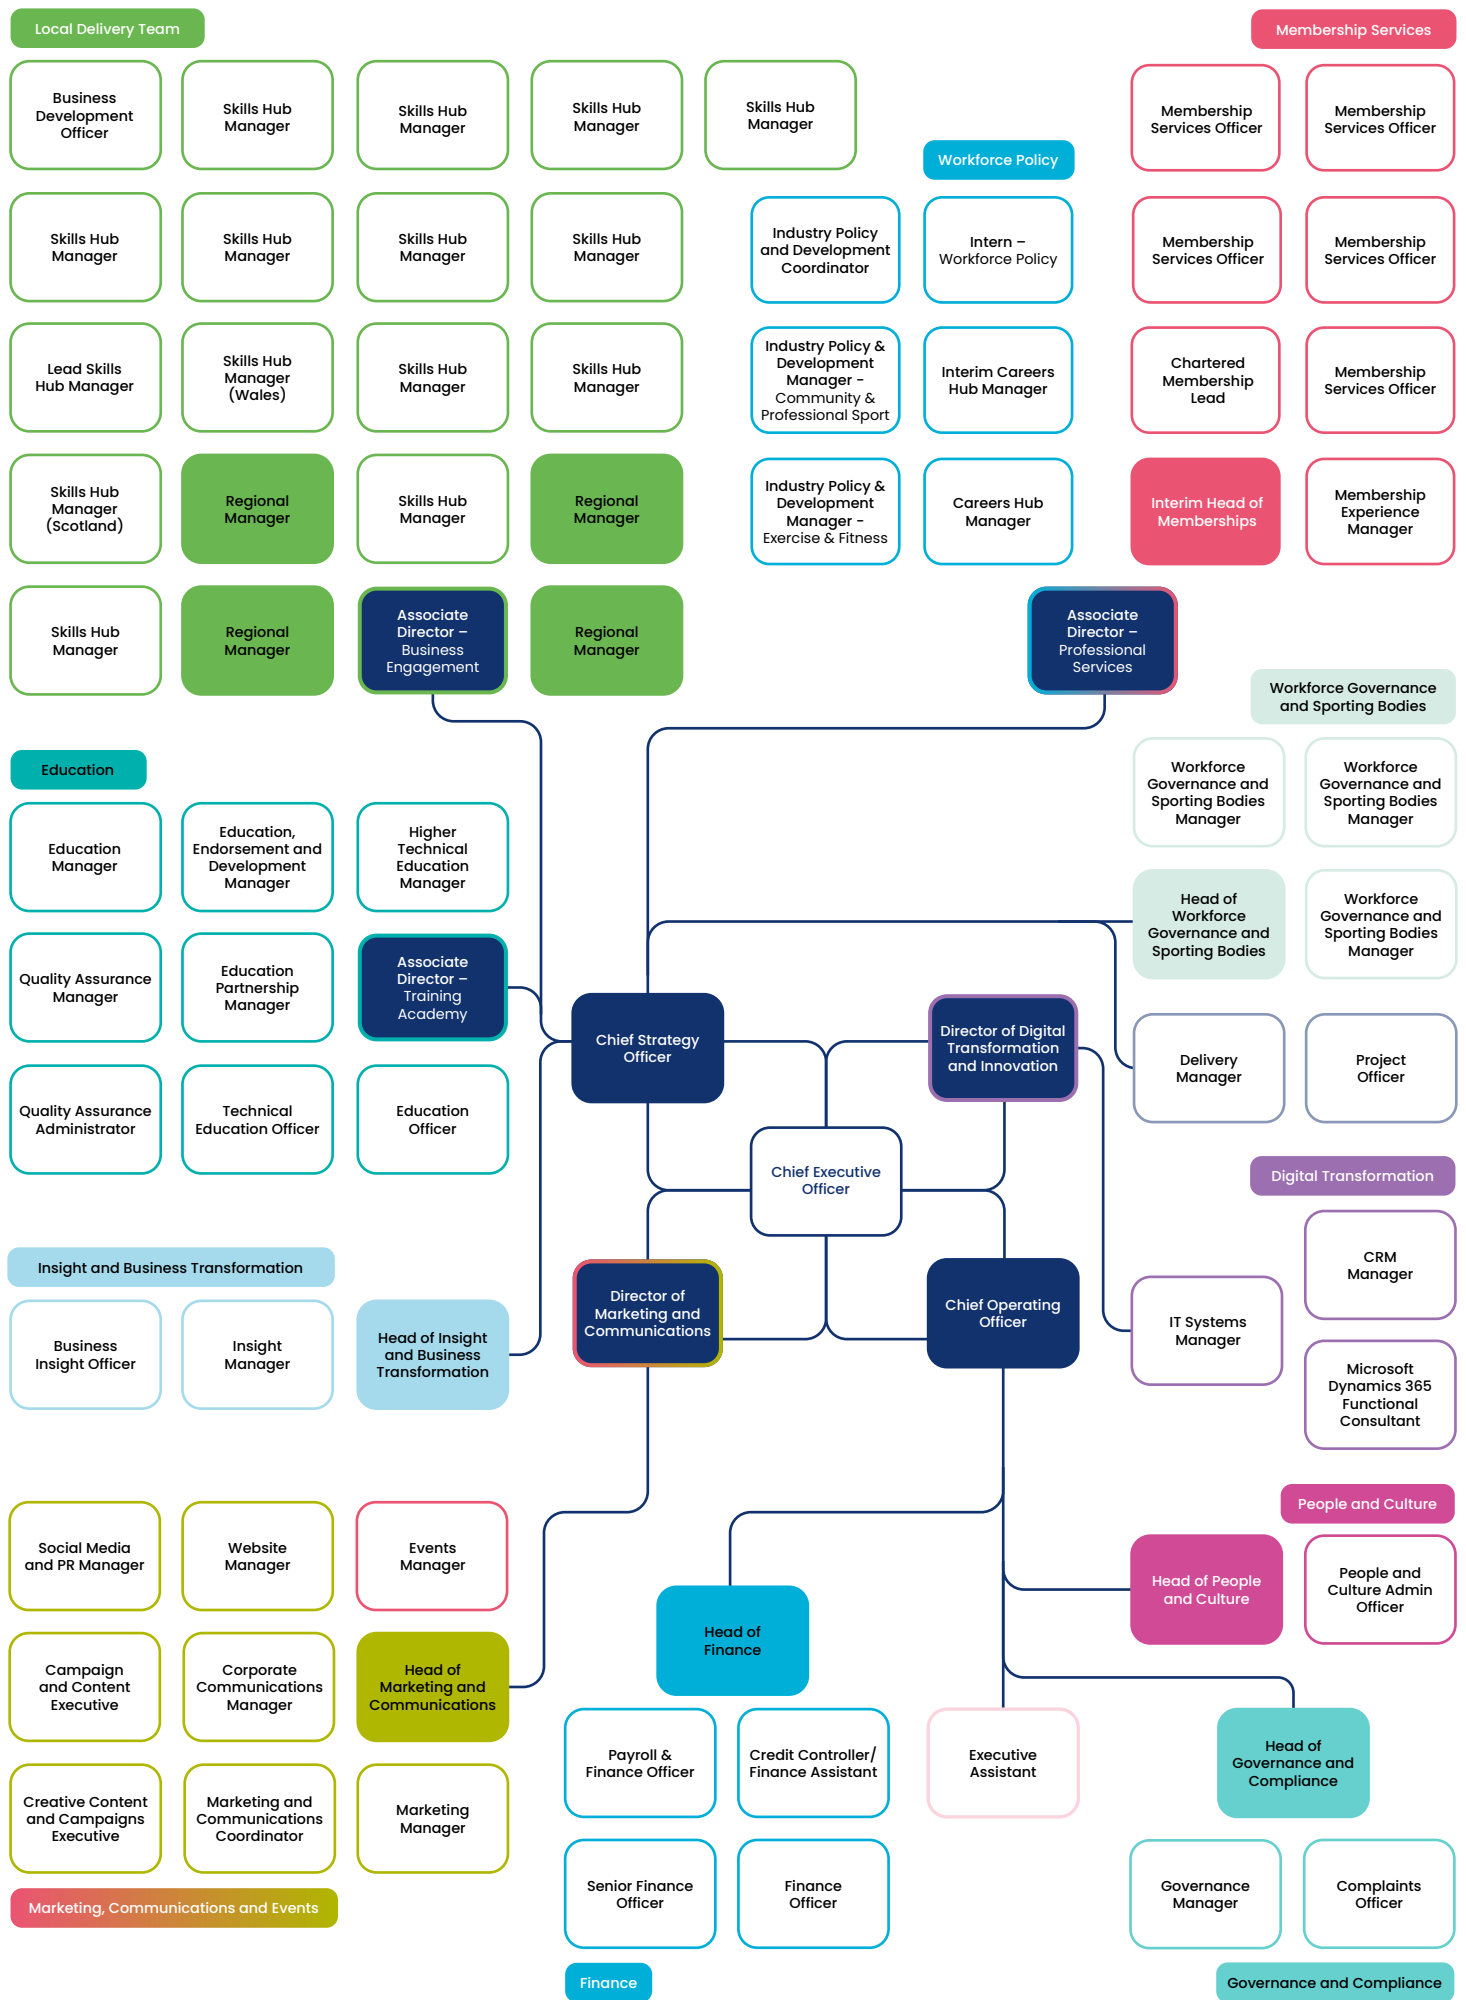 Local Delivery Team
Business
Development
Officer
Skills Hub
Manager
Skills Hub
Manager
Skills Hub
Manager
Skills Hub
Manager
Skills Hub
Manager
Skills Hub
Manager
Skills Hub
Manager
Skills Hub
Manager
Lead Skills
Hub Manager
Skills Hub
Manager
(Wales)
Skills Hub
Manager
Skills Hub
Manager
Skills Hub
Manager
(Scotland)
Regional
Manager
Skills Hub
Manager
Regional
Manager
Skills Hub
Manager
Regional
Manager
Associate
Director –
Business
Engagement
Regional
Manager
Workforce Policy
Industry Policy
and Development
Coordinator
Intern –
Workforce Policy
Industry Policy &
Development
Manager -
Community &
Professional Sport
Interim Careers
Hub Manager
Industry Policy &
Development
Manager -
Exercise & Fitness
Careers Hub
Manager
Membership Services
Membership
Services Officer
Membership
Services Officer
Membership
Services Officer
Membership
Services Officer
Chartered
Membership
Lead
Membership
Services Officer
Interim Head of
Memberships
Membership
Experience
Manager
Associate
Director –
Professional
Services
Workforce Governance
and Sporting Bodies
Workforce
Governance and
Sporting Bodies
Manager
Workforce
Governance and
Sporting Bodies
Manager
Head of
Workforce
Governance and
Sporting Bodies
Workforce
Governance and
Sporting Bodies
Manager
Delivery
Manager
Project
Officer
Education
Education
Manager
Education,
Endorsement and
Development
Manager
Higher
Technical
Education
Manager
Quality Assurance
Manager
Education
Partnership
Manager
Associate
Director –
Training
Academy
Quality Assurance
Administrator
Technical
Education Officer
Education
Officer
Chief Strategy
Officer
Director of Digital
Transformation
and Innovation
Chief Executive
Officer
Director of
Marketing and
Communications
Chief Operating
Officer
Digital Transformation
CRM
Manager
IT Systems
Manager
Microsoft
Dynamics 365
Functional
Consultant
Insight and Business Transformation
Business
Insight Officer
Insight
Manager
Head of Insight
and Business
Transformation
Social Media
and PR Manager
Website
Manager
Events
Manager
Campaign
and Content
Executive
Corporate
Communications
Manager
Head of
Marketing and
Communications
Creative Content
and Campaigns
Executive
Marketing and
Communications
Coordinator
Marketing
Manager
Marketing, Communications and Events
People and Culture
Head of People
and Culture
People and
Culture Admin
Officer
Head of
Finance
Payroll &
Finance Officer
Credit Controller/
Finance Assistant
Senior Finance
Officer
Finance
Officer
Finance
Executive
Assistant
Head of
Governance and
Compliance
Governance
Manager
Complaints
Officer
Governance and Compliance